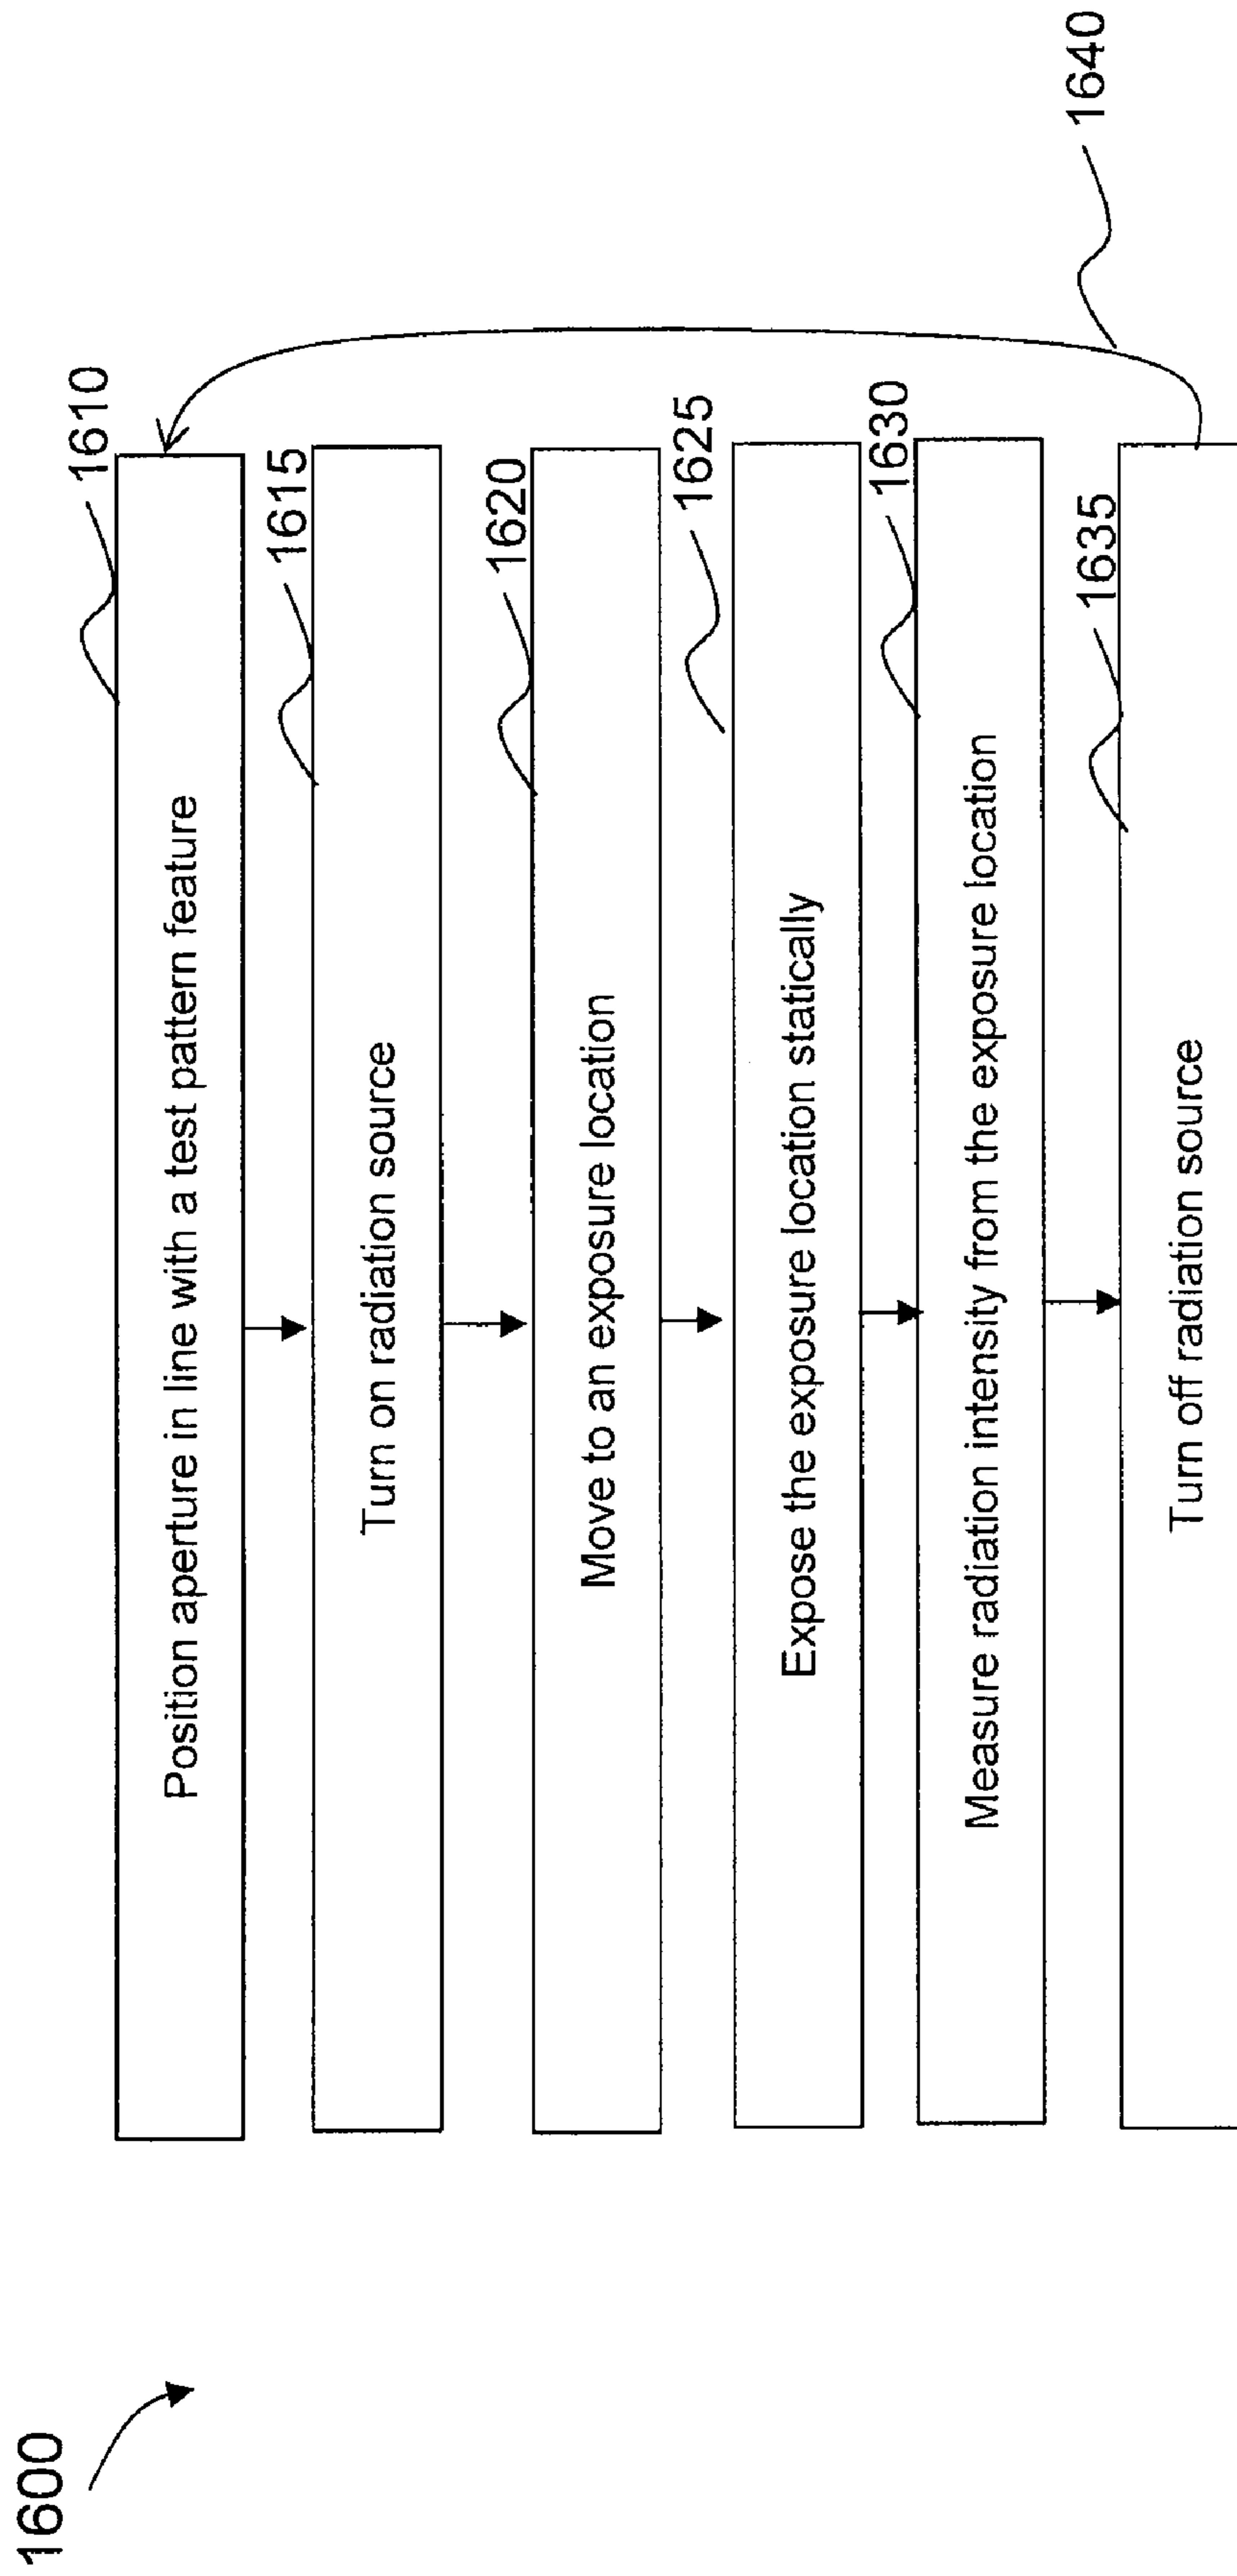 1600
1610
Position aperture in line with a test pattern feature
1615
Turn on radiation source
1620
Move to an exposure location
1625
Expose the exposure location statically
1630
Measure radiation intensity from the exposure location
1635
Turn off radiation source
1640